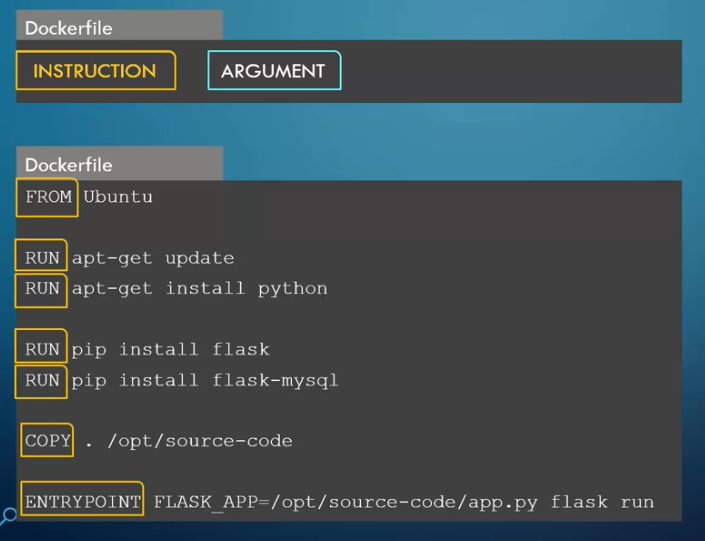 Dockerfile
INSTRUCTION ARGUMENT
Dockerfile
FROM Ubuntu
RUN apt-get update
RUN apt-get install python
RUN pip install flask
RUN pip install flask-mysql
COPY . /opt/source-code
ENTRYPOINT FLASK_APP=/opt/source-code/app.py flask run